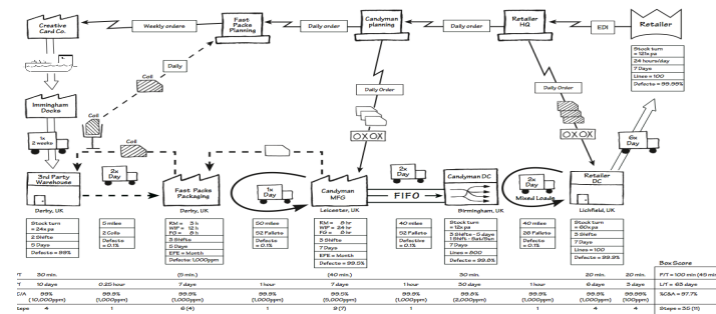 Creative
Card Co.
Weekly orders
Fast
Packs
Planning
Daily order
Candyman
planning
Daily order
Retailer
HQ
EDI
Retailer
Stock turn
= 121x pa
24 hours/day
7 Days
Lines = 100
Defects = 99.99%
Coil
Daily
Daily Order
Daily Order
Immingham
Docks
Coil
OXOX
OXOX
1x
2 weeks
Coil
6x
Day
3rd Party
Warehouse
Derby, UK
2x
Day
Fast Packs
Packaging
Derby, UK
1x
Day
Candyman
MFG
Leicester, UK
2x
Day
FIFO
Candyman DC
Birmingham, UK
3x
Day
Mixed Loads
Retailer
DC
Lichfield, UK
Stock turn
= 24x pa
2 Shifts
5 Days
Defects = 99%
0 miles
2 Coils
Defects
= 0.1%
RM = 5 h
WIP = 12 h
FG = 6 h
3 Shifts
5 Days
EPE = Month
Defects 1,000ppm
50 miles
52 Pallets
Defects
= 0.1%
RM = 8 hr
WIP = 24 hr
FG = 6 hr
3 Shifts
7 Days
EPE = Month
Defects = 99.5%
40 miles
52 Pallets
Defective
= 0.1%
Stock turn
= 12x pa
3 Shifts - 5 days
1 Shift - Sat/Sun
7 Days
Lines = 800
Defects = 99.8%
40 miles
26 Pallets
Defects
= 0.1%
Stock turn
= 60x pa
3 Shifts
7 Days
Lines = 100
Defects = 99.9%
Box Score
30 min. (5 min.) (40 min.) 30 min. 20 min. 20 min. P/T = 100 min (45 min
10 days 0.25 hour 7 days 1 hour 7 days 1 hour 30 days 1 hour 6 days 3 days L/T = 63 days
99% 99.9% 99.9% 99.9% 99.5% 99.9% 99.8% 99.9% 99.9% 99.99% %C&A = 97.7%
(10,000ppm) (1,000ppm) (1,000ppm) (1,000ppm) (5,000ppm) (1,000ppm) (2,000ppm) (1,000ppm) (1,000ppm) (100ppm)
4 1 6 (4) 1 9 (7) 1 1 4 4 Steps = 35 (11)